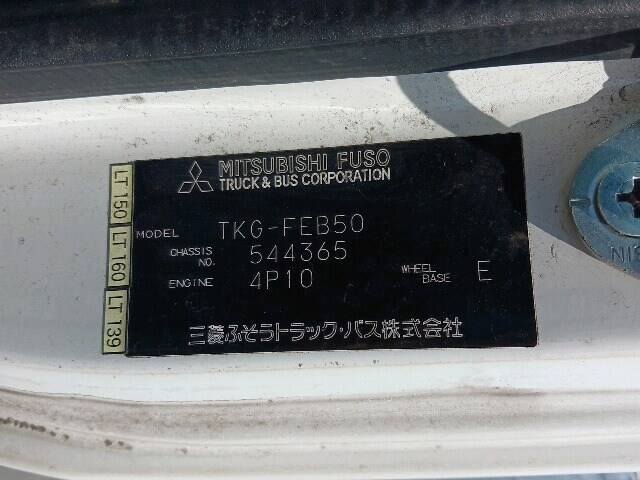 MITSUBISHI FUSO
TRUCK & BUS CORPORATION
MODEL TKG-FEB50
CHASSIS NO. 544365
ENGINE 4P10 WHEEL BASE E
三菱ふそうトラック・バス株式会社
LT 150
LT 160
LT 139